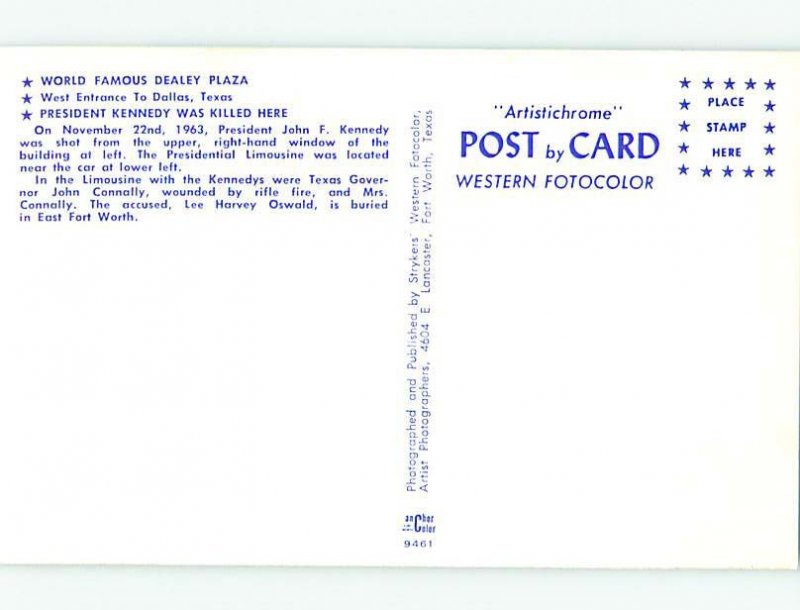 ★ WORLD FAMOUS DEALEY PLAZA
★ West Entrance To Dallas, Texas
★ PRESIDENT KENNEDY WAS KILLED HERE
On November 22nd, 1963, President John F. Kennedy
was shot from the upper, right-hand window of the
building at left. The Presidential Limousine was located
near the car at lower left.
In the Limousine with the Kennedys were Texas Gover-
nor John Connally, wounded by rifle fire, and Mrs.
Connally. The accused, Lee Harvey Oswald, is buried
in East Fort Worth.
Photographed and Published by Strykers' Western Fotocolor,
Artist Photographers, 4604 E Lancaster, Fort Worth, Texas
anchor
Color
9461
"Artistichrome"
POST by CARD
WESTERN FOTOCOLOR
PLACE
STAMP
HERE